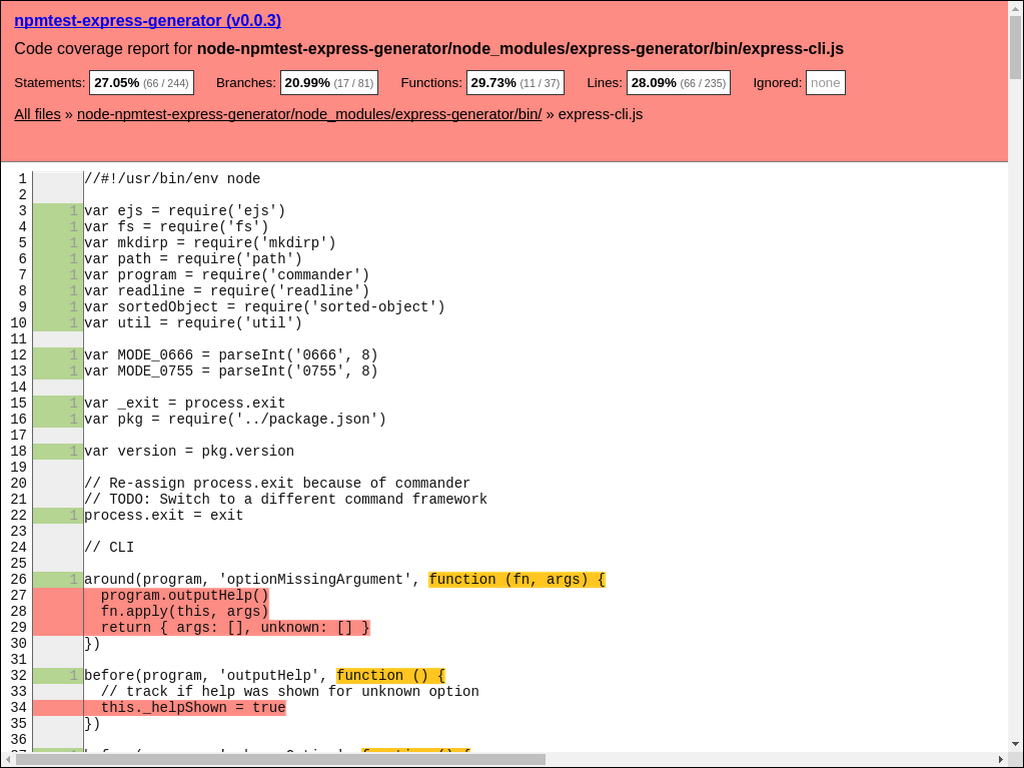 npmtest-express-generator (v0.0.3)
Code coverage report for node-npmtest-express-generator/node_modules/express-generator/bin/express-cli.js
Statements: 27.05% (66 / 244) Branches: 20.99% (17 / 81) Functions: 29.73% (11 / 37) Lines: 28.09% (66 / 235) Ignored: none
All files » node-npmtest-express-generator/node_modules/express-generator/bin/ » express-cli.js
1 //#!/usr/bin/env node
2
3 1 var ejs = require('ejs')
4 1 var fs = require('fs')
5 1 var mkdirp = require('mkdirp')
6 1 var path = require('path')
7 1 var program = require('commander')
8 1 var readline = require('readline')
9 1 var sortedObject = require('sorted-object')
10 1 var util = require('util')
11
12 1 var MODE_0666 = parseInt('0666', 8)
13 1 var MODE_0755 = parseInt('0755', 8)
14
15 1 var _exit = process.exit
16 1 var pkg = require('../package.json')
17
18 1 var version = pkg.version
19
20 // Re-assign process.exit because of commander
21 // TODO: Switch to a different command framework
22 1 process.exit = exit
23
24 // CLI
25
26 1 around(program, 'optionMissingArgument', function (fn, args) {
27 program.outputHelp()
28 fn.apply(this, args)
29 return { args: [], unknown: [] }
30 })
31
32 1 before(program, 'outputHelp', function () {
33 // track if help was shown for unknown option
34 this._helpShown = true
35 })
36